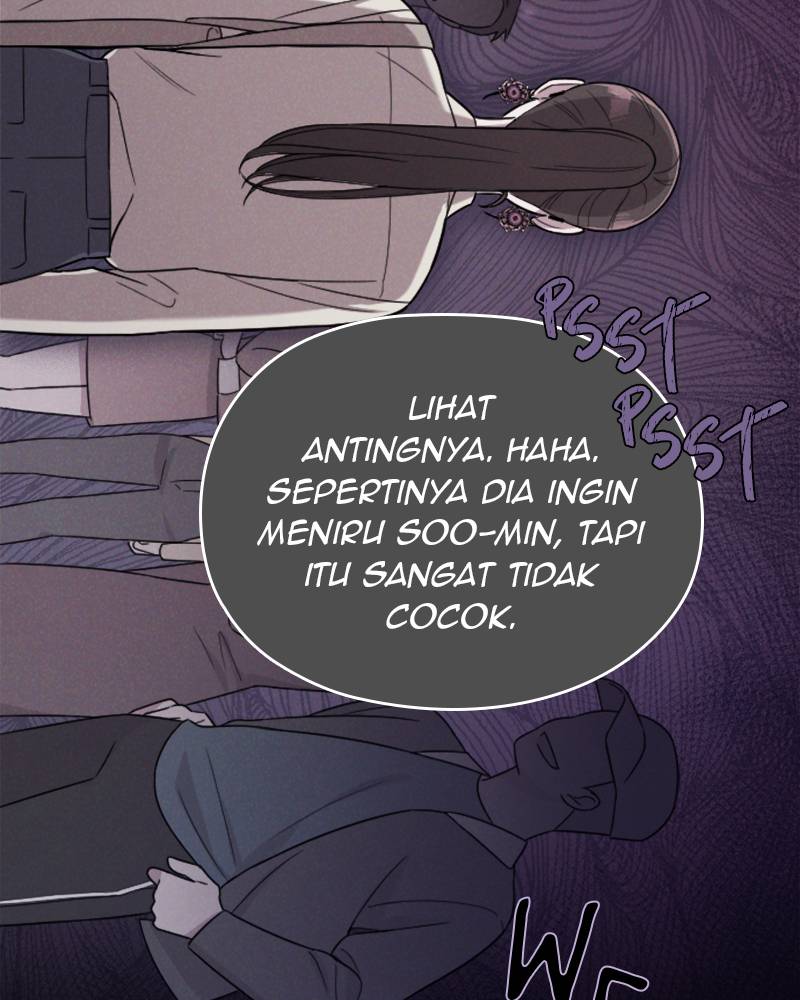 PSST
PSST
LIHAT
ANTINGNYA. HAHA.
SEPERTINYA DIA INGIN
MENIRU SOO-MIN, TAPI
ITU SANGAT TIDAK
COCOK.